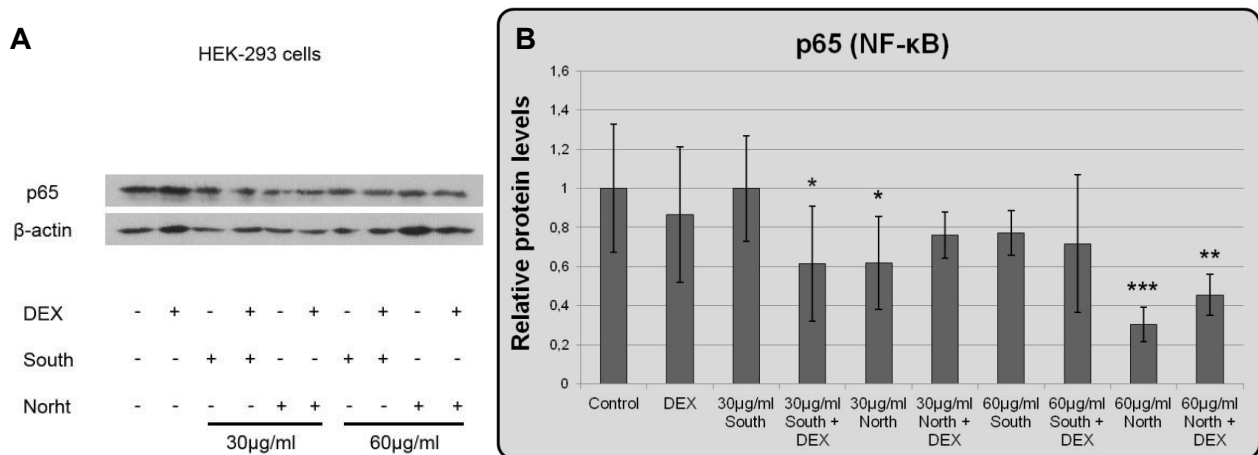 A
HEK-293 cells
p65
β-actin
DEX - + - + - + - + - +
South - - + + - - + + - -
Norht - - - - + + - - + +
30µg/ml 60µg/ml
B
p65 (NF-κB)
Relative protein levels
1,6
1,4
1,2
1
0,8
0,6
0,4
0,2
0
* * *** **
Control
DEX
30µg/ml
South
30µg/ml
South +
DEX
30µg/ml
North
30µg/ml
North +
DEX
60µg/ml
South
60µg/ml
South +
DEX
60µg/ml
North
60µg/ml
North +
DEX